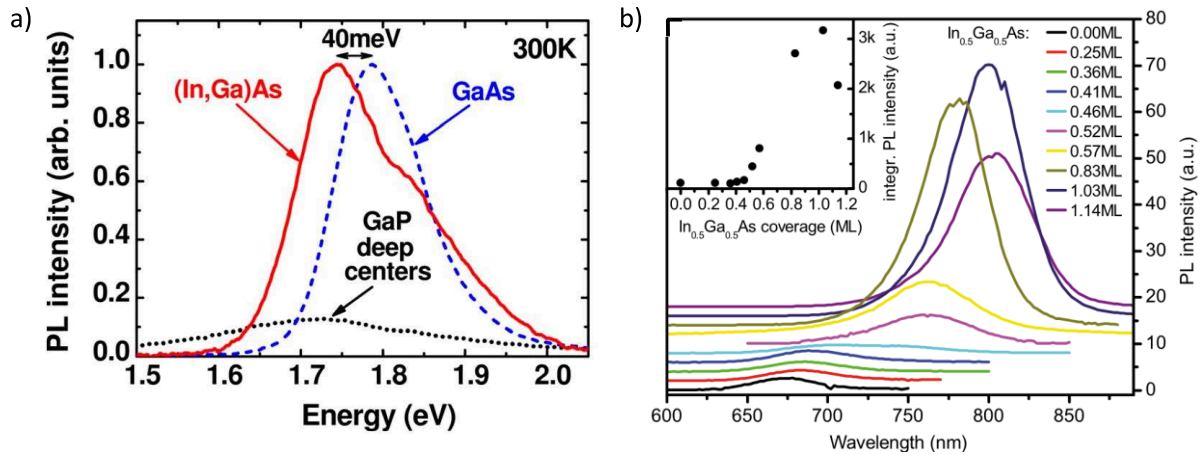 a)
40meV
300K
(In,Ga)As
GaAs
GaP
deep
centers
PL intensity (arb. units)
1.0
0.8
0.6
0.4
0.2
0.0
1.5 1.6 1.7 1.8 1.9 2.0
Energy (eV)
b)
In0.5Ga0.5As:
0.00ML
0.25ML
0.36ML
0.41ML
0.46ML
0.52ML
0.57ML
0.83ML
1.03ML
1.14ML
3k
2k
1k
0
integr. PL intensity (a.u.)
0.0 0.2 0.4 0.6 0.8 1.0 1.2
In0.5Ga0.5As coverage (ML)
80
70
60
50
40
30
20
10
0
PL intensity (a.u.)
600 650 700 750 800 850
Wavelength (nm)